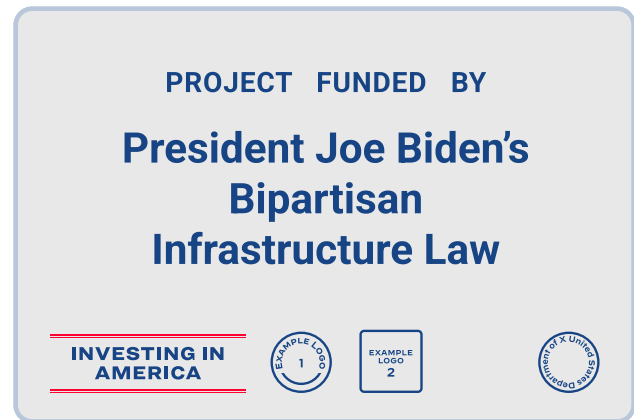 PROJECT FUNDED BY
President Joe Biden’s
Bipartisan
Infrastructure Law
INVESTING IN
AMERICA
EXAMPLE LOGO
1
EXAMPLE
LOGO
2
Department of X United States